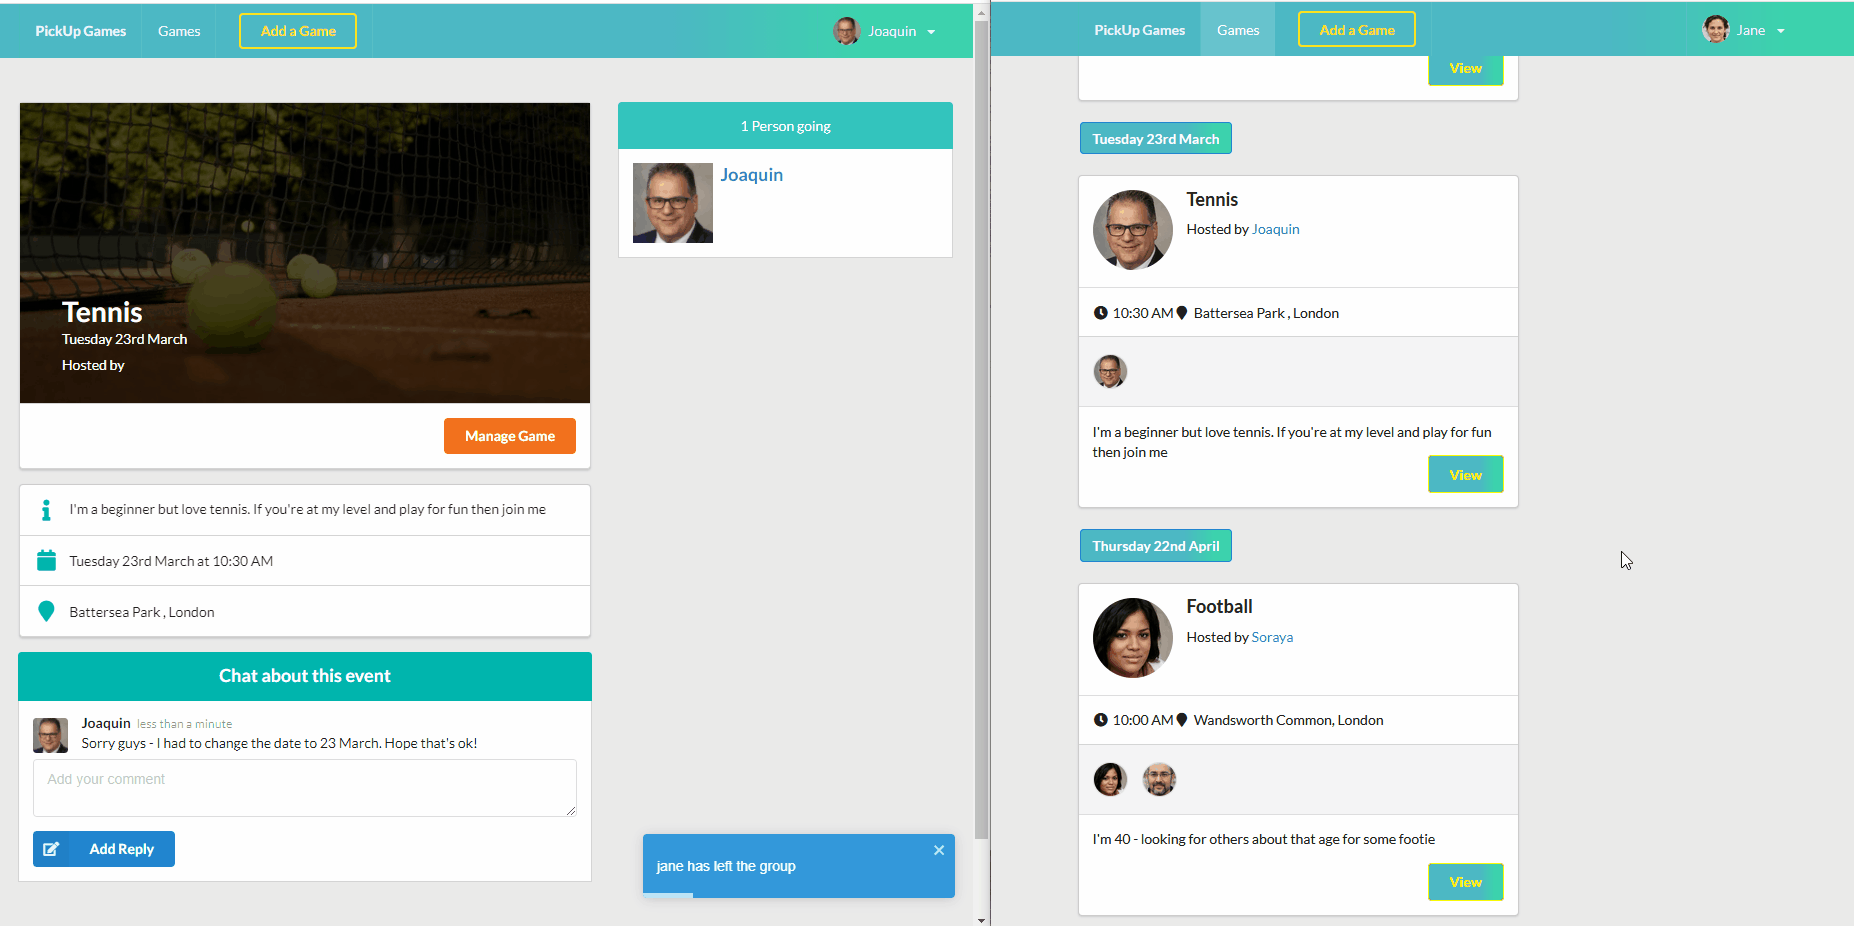 PickUp Games
Games
Add a Game
Joaquin
Tennis
Tuesday 23rd March
Hosted by
Manage Game
I'm a beginner but love tennis. If you're at my level and play for fun then join me
Tuesday 23rd March at 10:30 AM
Battersea Park , London
Chat about this event
Joaquin less than a minute
Sorry guys - I had to change the date to 23 March. Hope that's ok!
Add your comment
Add Reply
1 Person going
Joaquin
jane has left the group
PickUp Games
Games
Add a Game
Jane
View
Tuesday 23rd March
Tennis
Hosted by Joaquin
10:30 AM Battersea Park , London
I'm a beginner but love tennis. If you're at my level and play for fun
then join me
View
Thursday 22nd April
Football
Hosted by Soraya
10:00 AM Wandsworth Common, London
I'm 40 - looking for others about that age for some footie
View